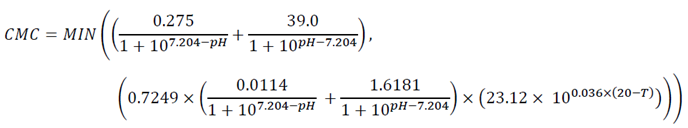 CMC = MIN((0.275 / (1 + 10^(7.204−pH)) + 39.0 / (1 + 10^(pH−7.204))),
(0.7249 × (0.0114 / (1 + 10^(7.204−pH)) + 1.6181 / (1 + 10^(pH−7.204))) × (23.12 × 10^(0.036×(20−T)))))